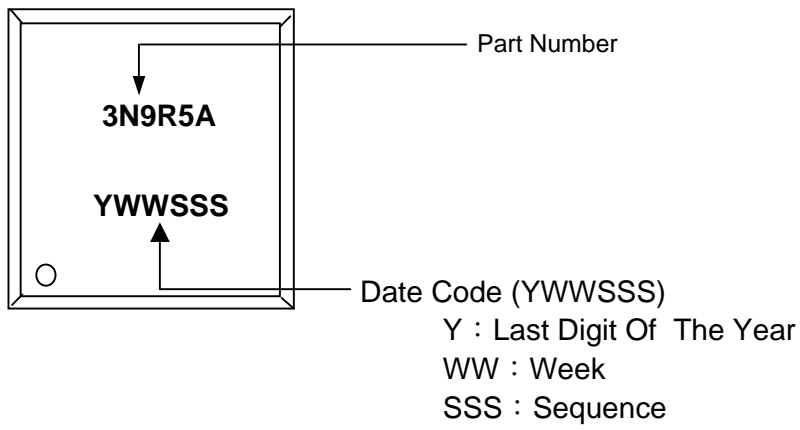 Part Number
3N9R5A
YWWSSS
Date Code (YWWSSS)
Y：Last Digit Of The Year
WW：Week
SSS：Sequence